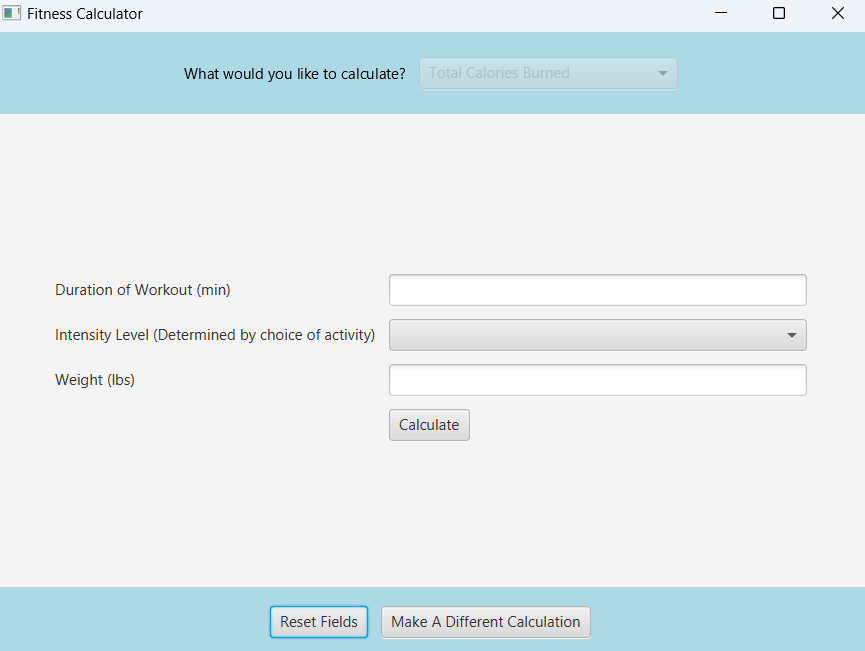 Fitness Calculator
What would you like to calculate? Total Calories Burned
Duration of Workout (min)
Intensity Level (Determined by choice of activity)
Weight (lbs)
Calculate
Reset Fields Make A Different Calculation